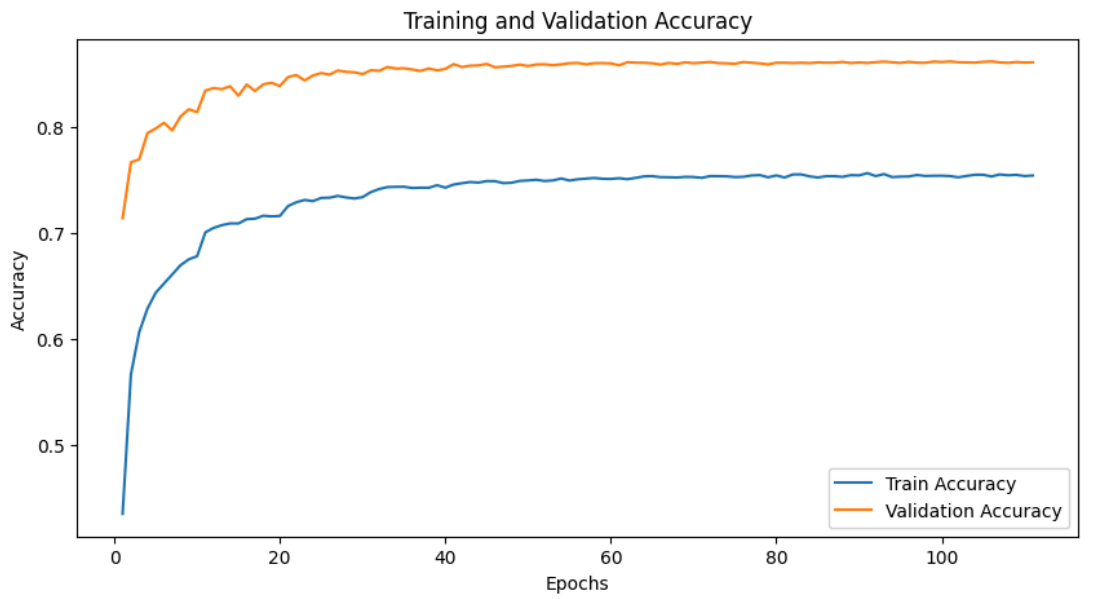 Training and Validation Accuracy
Accuracy
0.8
0.7
0.6
0.5
Train Accuracy
Validation Accuracy
0 20 40 60 80 100
Epochs